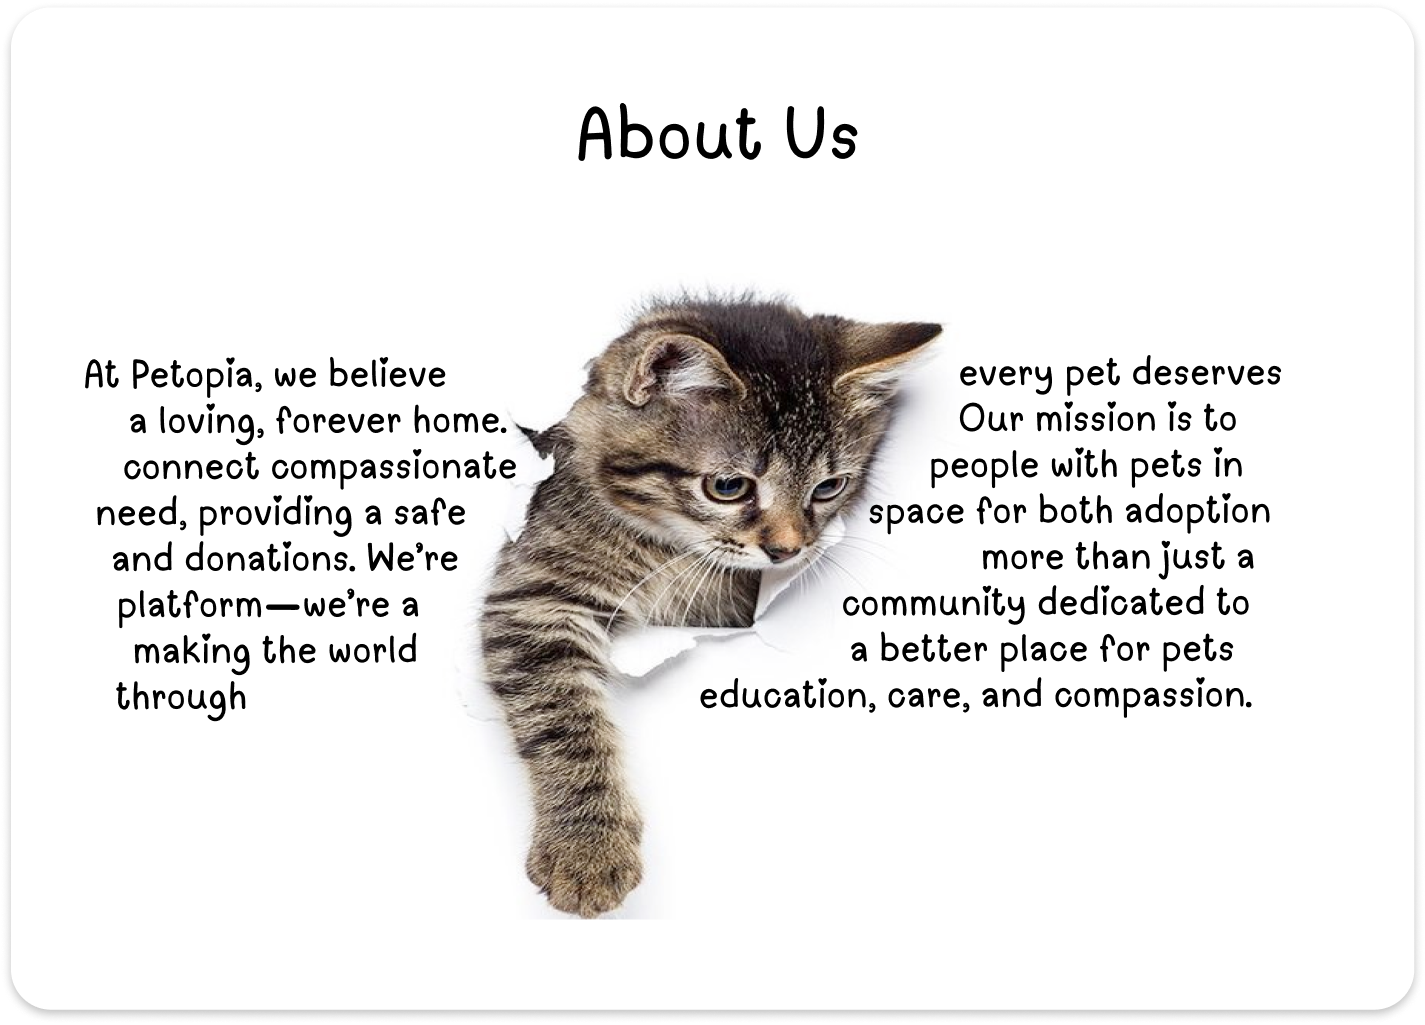 About Us
At Petopia, we believe every pet deserves
a loving, forever home. Our mission is to
connect compassionate people with pets in
need, providing a safe space for both adoption
and donations. We're more than just a
platform—we're a community dedicated to
making the world a better place for pets
through education, care, and compassion.